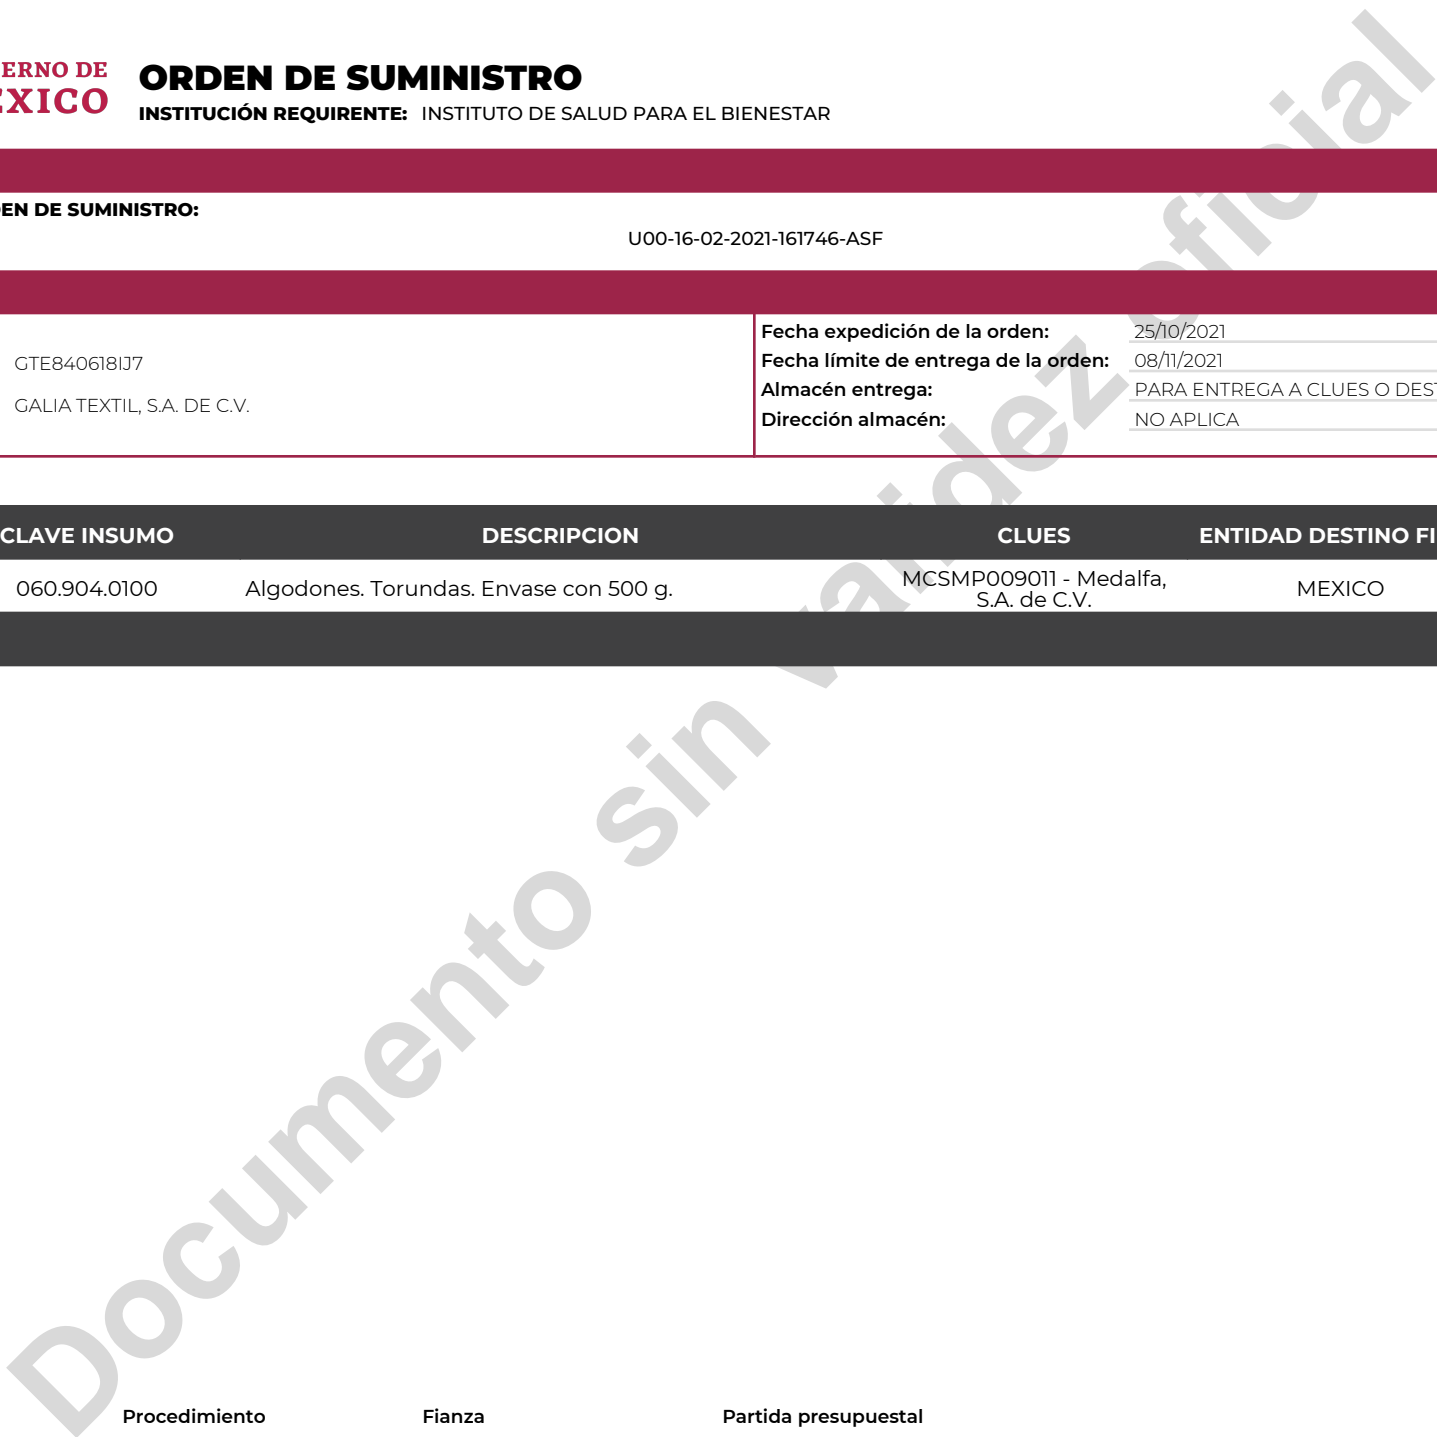 ERNO DE
EXICO
ORDEN DE SUMINISTRO
INSTITUCIÓN REQUIRENTE: INSTITUTO DE SALUD PARA EL BIENESTAR
EN DE SUMINISTRO:
U00-16-02-2021-161746-ASF
GTE840618IJ7
GALIA TEXTIL, S.A. DE C.V.
Fecha expedición de la orden: 25/10/2021
Fecha límite de entrega de la orden: 08/11/2021
Almacén entrega: PARA ENTREGA A CLUES O DEST
Dirección almacén: NO APLICA
CLAVE INSUMO DESCRIPCION CLUES ENTIDAD DESTINO FI
060.904.0100 Algodones. Torundas. Envase con 500 g. MCSMP009011 - Medalfa, S.A. de C.V. MEXICO
Documento sin validez oficial
Procedimiento Fianza Partida presupuestal